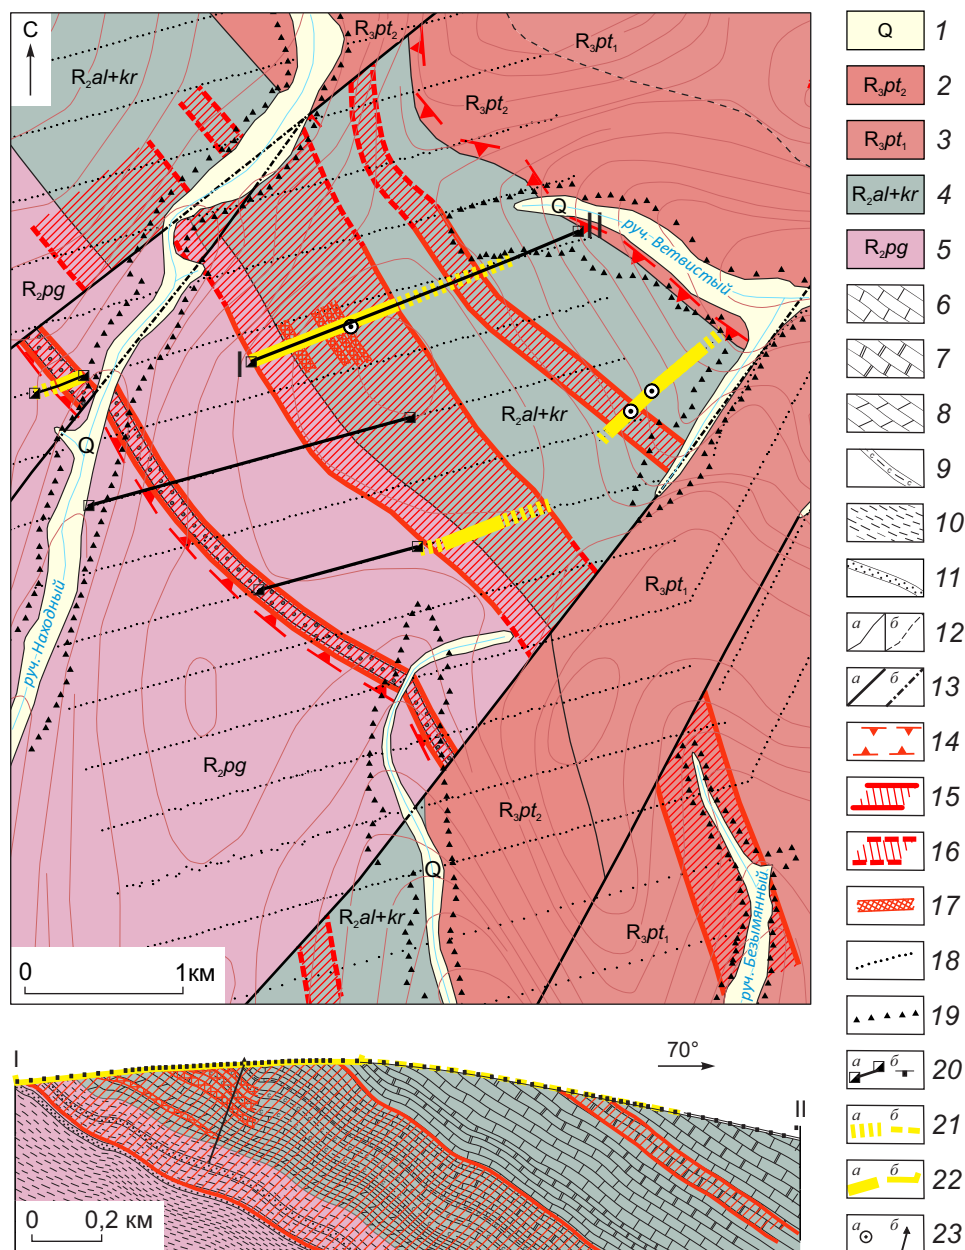 С
R₃pt₂
R₃pt₁
R₂al+kr
R₃pt₂
Q
руч. Ветвистый
II
R₂pg
I
R₂al+kr
Q
R₃pt₁
руч. Находный
R₂pg
R₃pt₂
Q
R₂al+kr
R₃pt₁
руч. Безымянный
0 1км
I
70°
II
0 0,2 км
Q 1
R₃pt₂ 2
R₃pt₁ 3
R₂al+kr 4
R₂pg 5
6
7
8
9
10
11
а б 12
а б 13
14
15
16
17
18
19
а б 20
а б 21
а б 22
а б 23